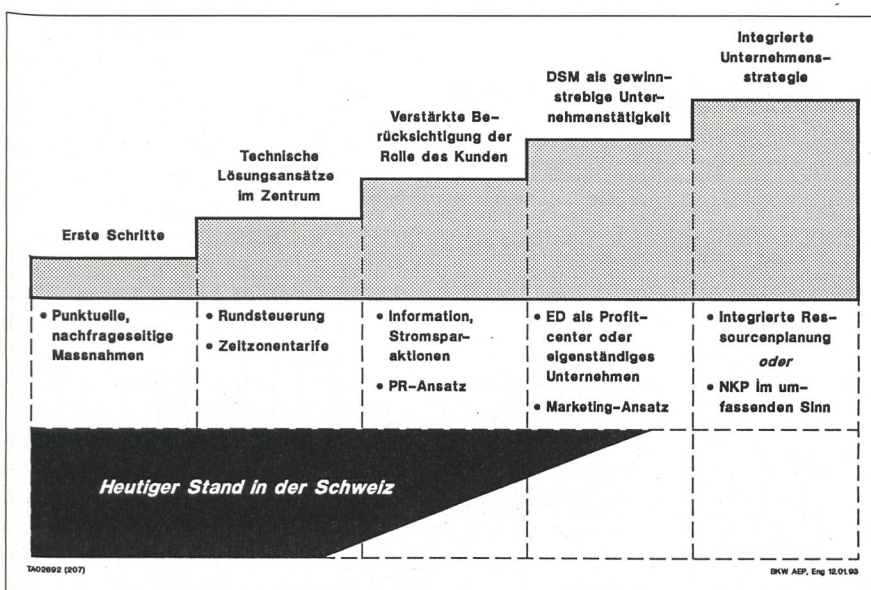 Erste Schritte
Technische
Lösungsansätze
im Zentrum
Verstärkte Be-
rücksichtigung der
Rolle des Kunden
DSM als gewinn-
strebige Unter-
nehmenstätigkeit
Integrierte
Unternehmens-
strategie
• Punktuelle,
nachfrageseitige
Massnahmen
• Rundsteuerung
• Zeitzonentarife
• Information,
Stromspar-
aktionen
• PR-Ansatz
• ED als Profit-
center oder
eigenständiges
Unternehmen
• Marketing-Ansatz
• Integrierte Res-
sourcenplanung
oder
• NKP im um-
fassenden Sinn
Heutiger Stand in der Schweiz
TA02692 (207)
BKW AEP, Eng 12.01.93